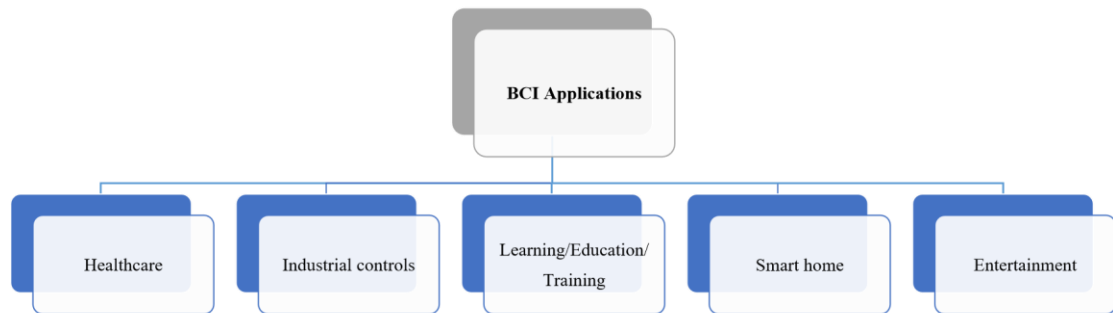 BCI Applications
Healthcare
Industrial controls
Learning/Education/
Training
Smart home
Entertainment